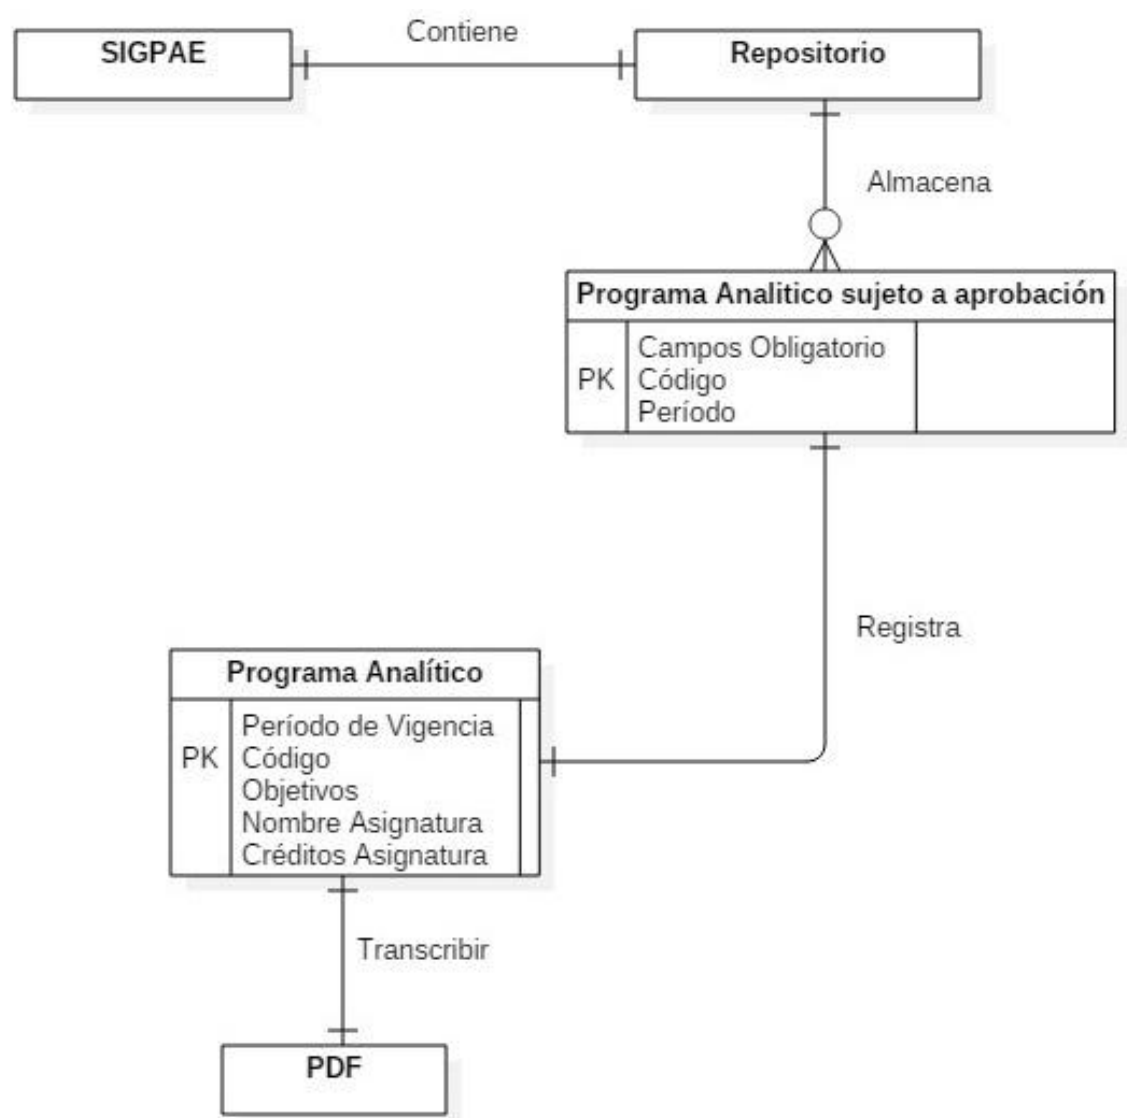 Contiene
SIGPAE
Repositorio
Almacena
Programa Analitico sujeto a aprobación
Campos Obligatorio
PK
Código
Período
Registra
Programa Analítico
Período de Vigencia
PK
Código
Objetivos
Nombre Asignatura
Créditos Asignatura
Transcribir
PDF